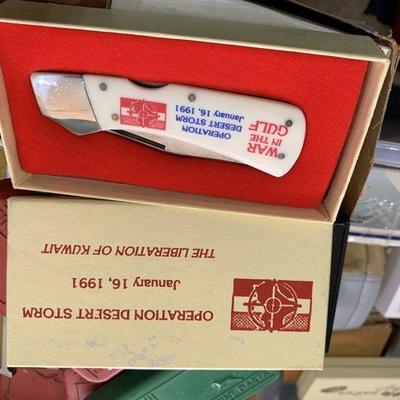 WAR
IN THE
GULF
OPERATION
DESERT STORM
January 16, 1991
OPERATION DESERT STORM
January 16, 1991
THE LIBERATION OF KUWAIT